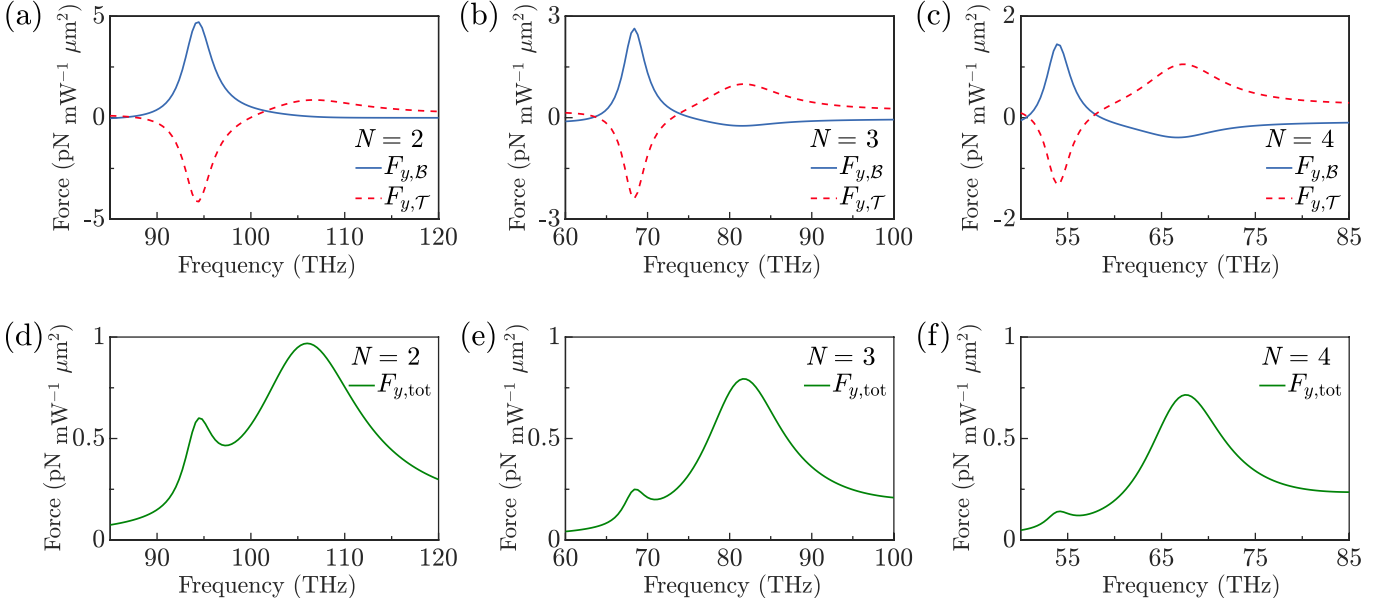 (a)
Force (pN mW⁻¹ μm²)
5
0
-5
N = 2
F_{y,ℬ}
F_{y,𝒯}
90 100 110 120
Frequency (THz)
(b)
Force (pN mW⁻¹ μm²)
3
0
-3
N = 3
F_{y,ℬ}
F_{y,𝒯}
60 70 80 90 100
Frequency (THz)
(c)
Force (pN mW⁻¹ μm²)
2
0
-2
N = 4
F_{y,ℬ}
F_{y,𝒯}
55 65 75 85
Frequency (THz)
(d)
Force (pN mW⁻¹ μm²)
1
0.5
0
N = 2
F_{y,tot}
90 100 110 120
Frequency (THz)
(e)
Force (pN mW⁻¹ μm²)
1
0.5
0
N = 3
F_{y,tot}
60 70 80 90 100
Frequency (THz)
(f)
Force (pN mW⁻¹ μm²)
1
0.5
0
N = 4
F_{y,tot}
55 65 75 85
Frequency (THz)